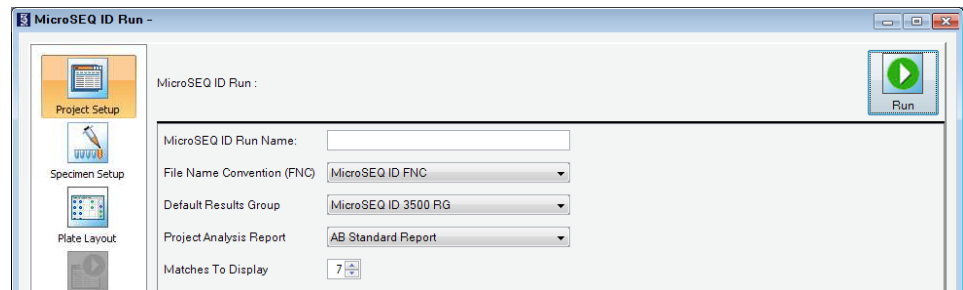 MicroSEQ ID Run -
Project Setup
Specimen Setup
Plate Layout
MicroSEQ ID Run :
Run
MicroSEQ ID Run Name:
File Name Convention (FNC) MicroSEQ ID FNC
Default Results Group MicroSEQ ID 3500 RG
Project Analysis Report AB Standard Report
Matches To Display 7